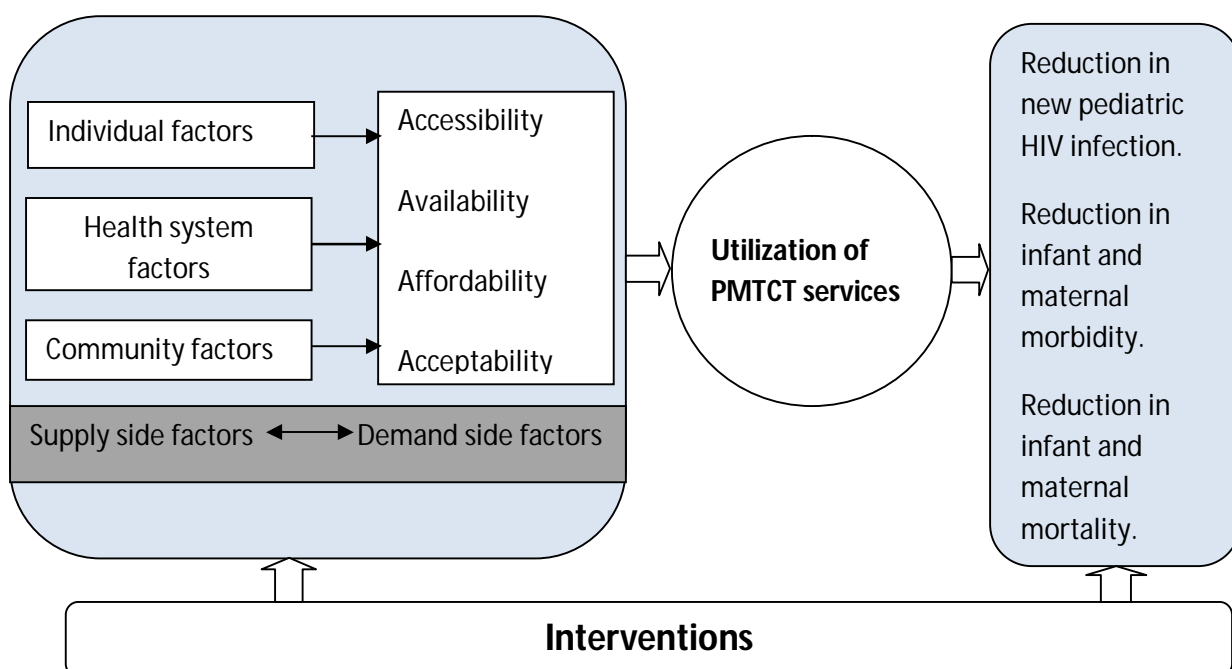 Individual factors
Health system
factors
Community factors
Accessibility
Availability
Affordability
Acceptability
Supply side factors
Demand side factors
Utilization of
PMTCT services
Reduction in
new pediatric
HIV infection.
Reduction in
infant and
maternal
morbidity.
Reduction in
infant and
maternal
mortality.
Interventions